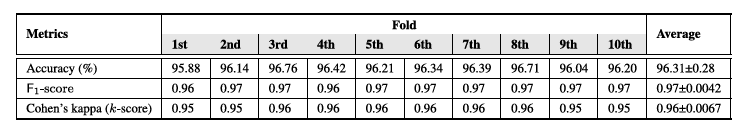 Metrics Fold Average
1st 2nd 3rd 4th 5th 6th 7th 8th 9th 10th
Accuracy (%) 95.88 96.14 96.76 96.42 96.21 96.34 96.39 96.71 96.04 96.20 96.31±0.28
F1-score 0.96 0.97 0.97 0.96 0.97 0.97 0.97 0.97 0.97 0.97 0.97±0.0042
Cohen's kappa (k-score) 0.95 0.95 0.96 0.96 0.96 0.96 0.96 0.96 0.95 0.95 0.96±0.0067